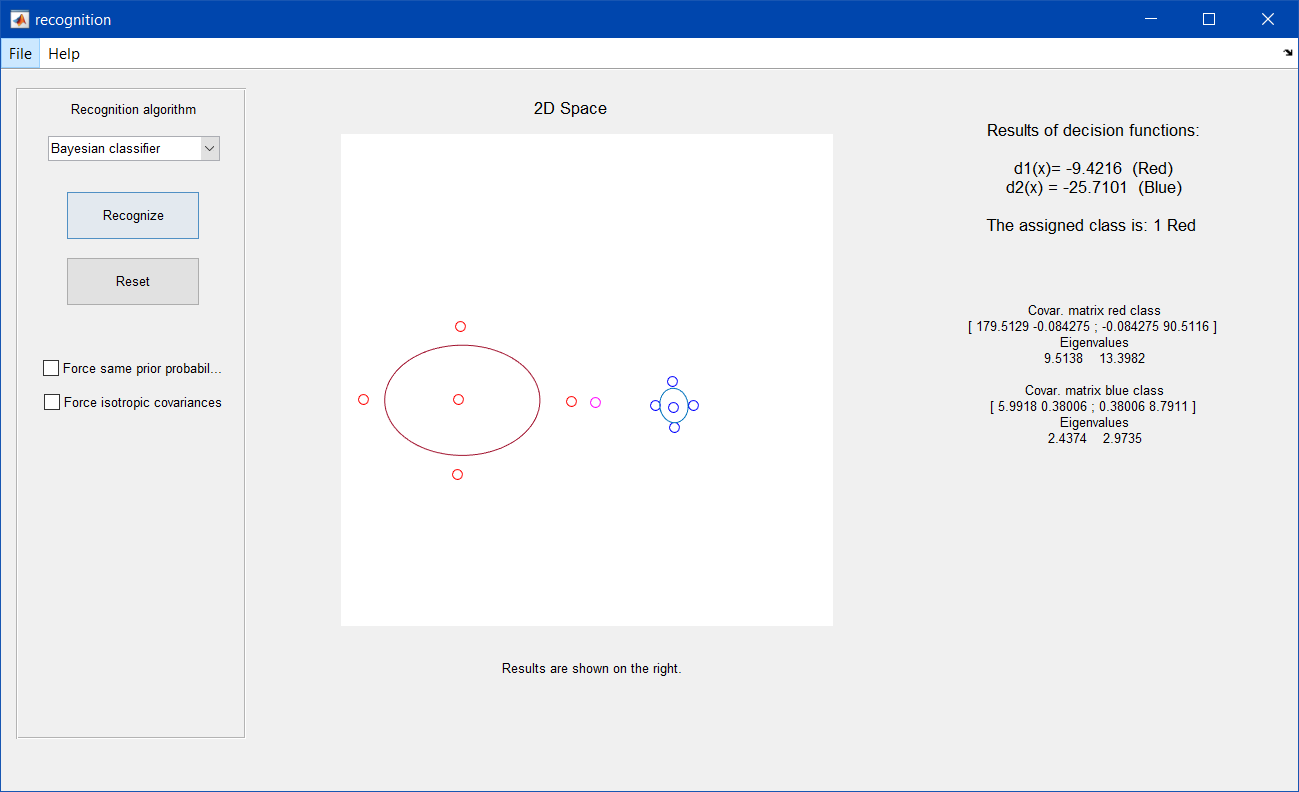 recognition
File Help
Recognition algorithm
Bayesian classifier
Recognize
Reset
Force same prior probabil...
Force isotropic covariances
2D Space
Results are shown on the right.
Results of decision functions:
d1(x)= -9.4216 (Red)
d2(x) = -25.7101 (Blue)
The assigned class is: 1 Red
Covar. matrix red class
[ 179.5129 -0.084275 ; -0.084275 90.5116 ]
Eigenvalues
9.5138 13.3982
Covar. matrix blue class
[ 5.9918 0.38006 ; 0.38006 8.7911 ]
Eigenvalues
2.4374 2.9735